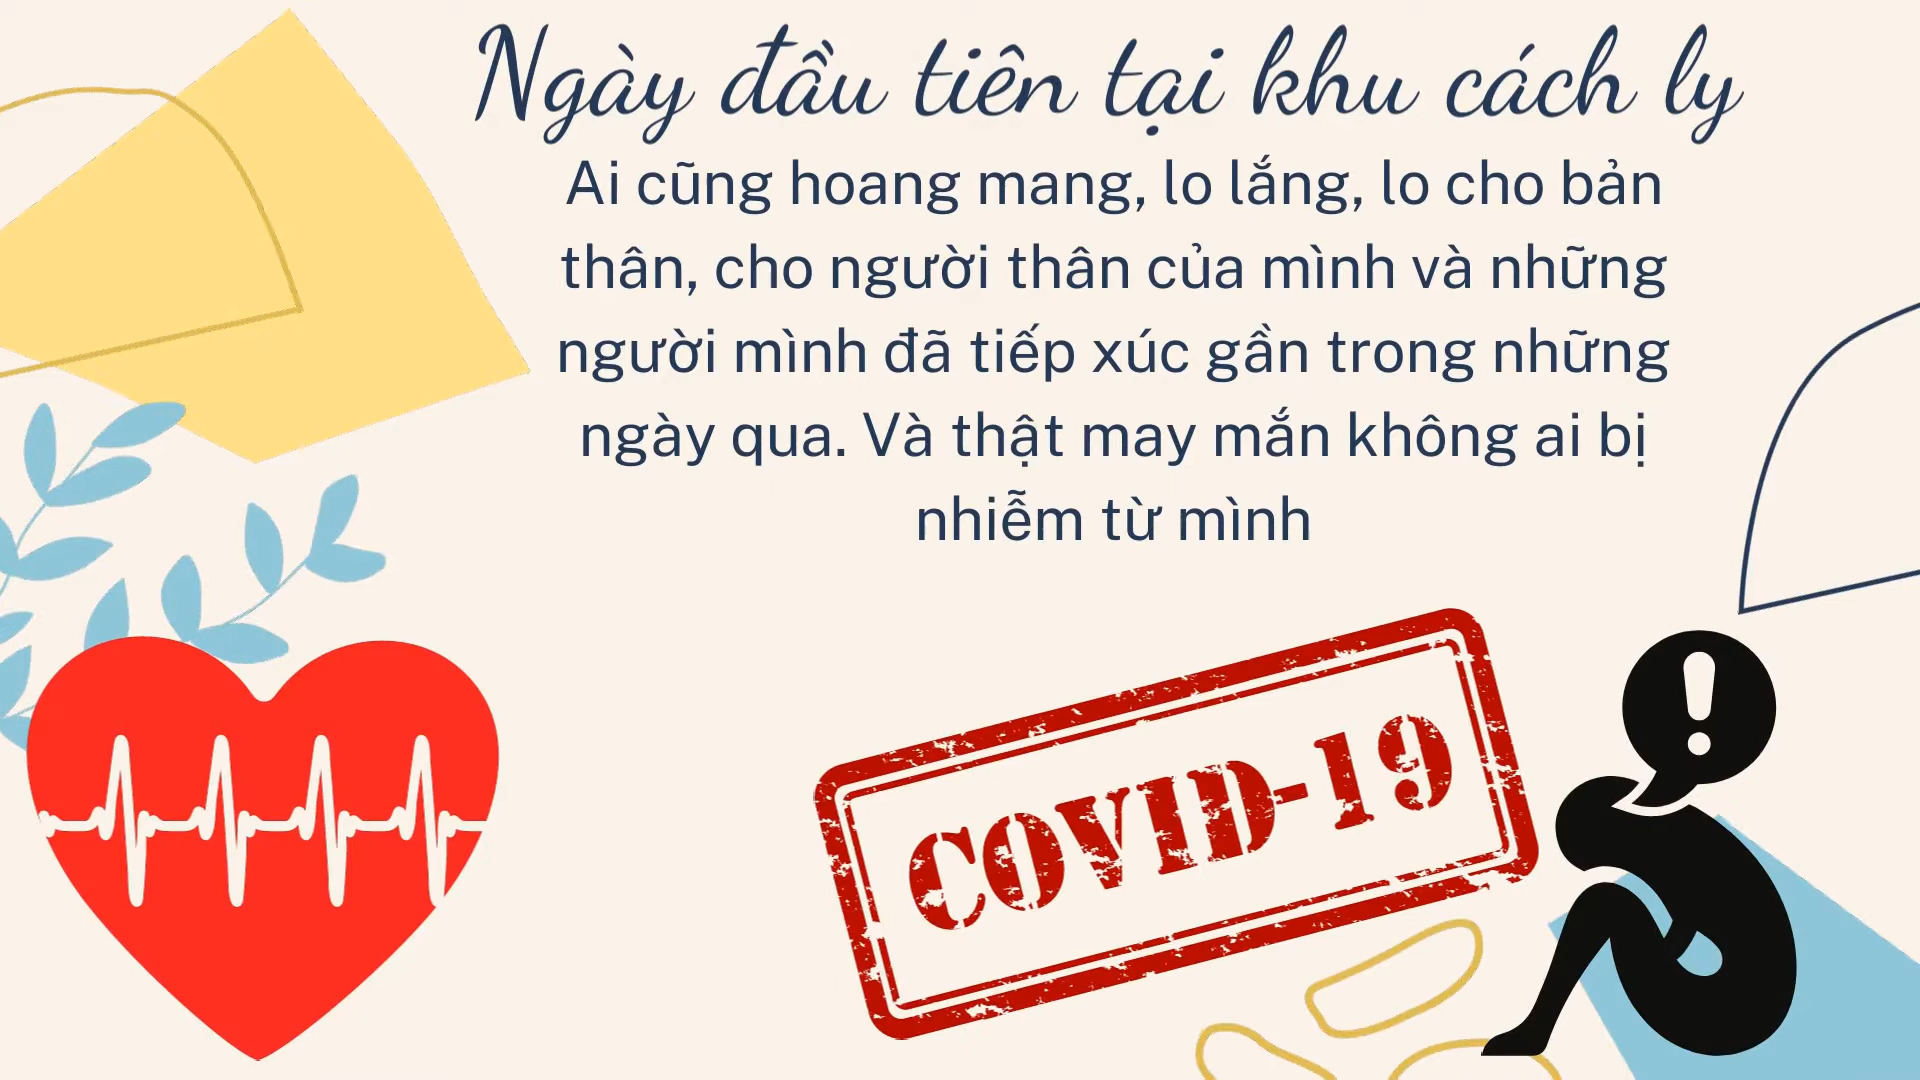 Ngày đầu tiên tại khu cách ly
Ai cũng hoang mang, lo lắng, lo cho bản
thân, cho người thân của mình và những
người mình đã tiếp xúc gần trong những
ngày qua. Và thật may mắn không ai bị
nhiễm từ mình
COVID-19
!